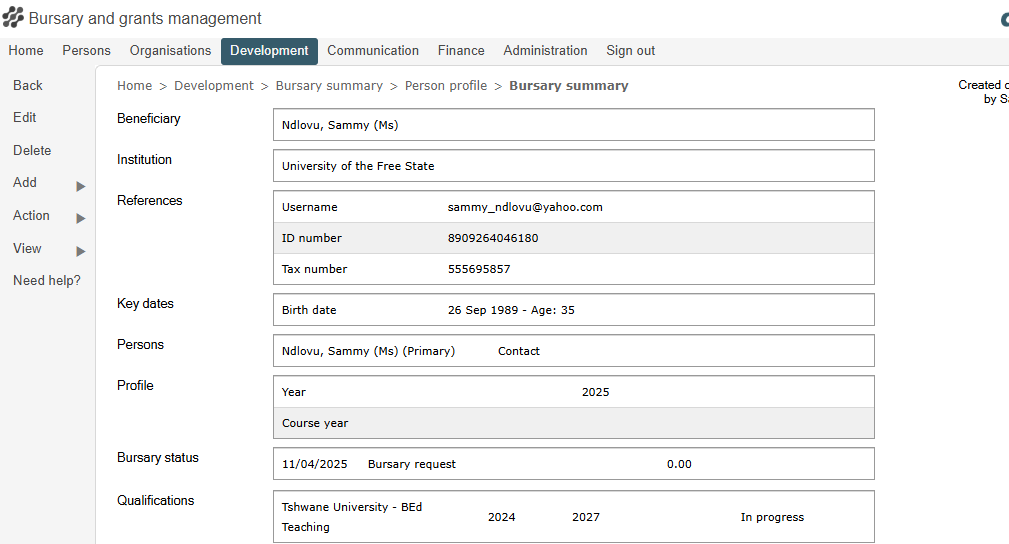 Bursary and grants management
Home Persons Organisations Development Communication Finance Administration Sign out
Back
Edit
Delete
Add
Action
View
Need help?
Home > Development > Bursary summary > Person profile > Bursary summary
Created
by
Beneficiary
Ndlovu, Sammy (Ms)
Institution
University of the Free State
References
Username sammy_ndlovu@yahoo.com
ID number 8909264046180
Tax number 555695857
Key dates
Birth date 26 Sep 1989 - Age: 35
Persons
Ndlovu, Sammy (Ms) (Primary) Contact
Profile
Year 2025
Course year
Bursary status
11/04/2025 Bursary request 0.00
Qualifications
Tshwane University - BEd
Teaching
2024 2027 In progress